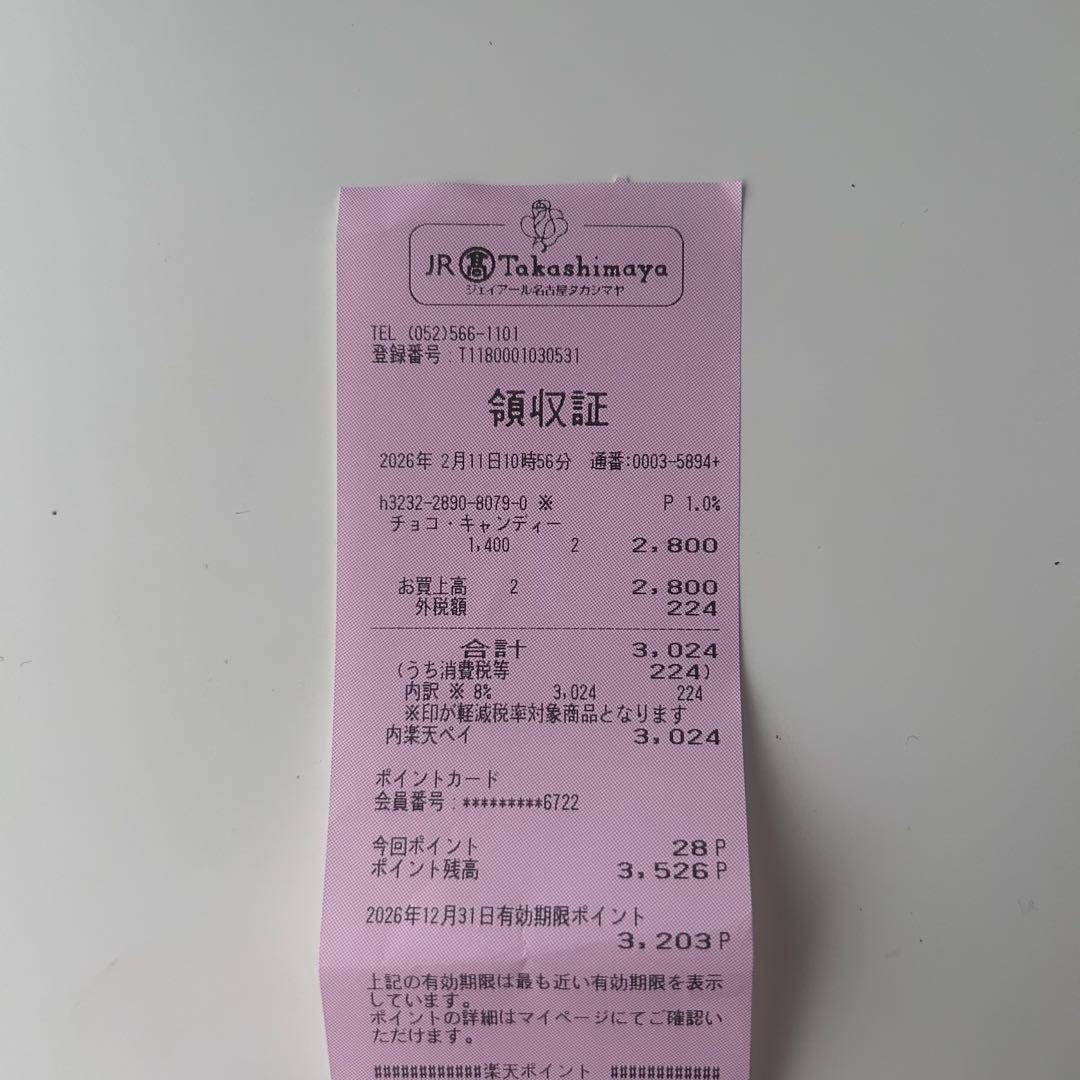 JR 髙 Takashimaya
ジェイアール名古屋タカシマヤ
TEL (052)566-1101
登録番号:T1180001030531
領収証
2026年 2月11日10時56分 通番:0003-5894+
h3232-2890-8079-0 ※ P 1.0%
チョコ・キャンディー
1,400 2 2,800
お買上高 2 2,800
外税額 224
合計 3,024
(うち消費税等 224)
内訳 ※ 8% 3,024 224
※印が軽減税率対象商品となります
内楽天ペイ 3,024
ポイントカード
会員番号:*********6722
今回ポイント 28P
ポイント残高 3,526P
2026年12月31日有効期限ポイント
3,203P
上記の有効期限は最も近い有効期限を表示
しています。
ポイントの詳細はマイページにてご確認い
ただけます。
############楽天ポイント ############